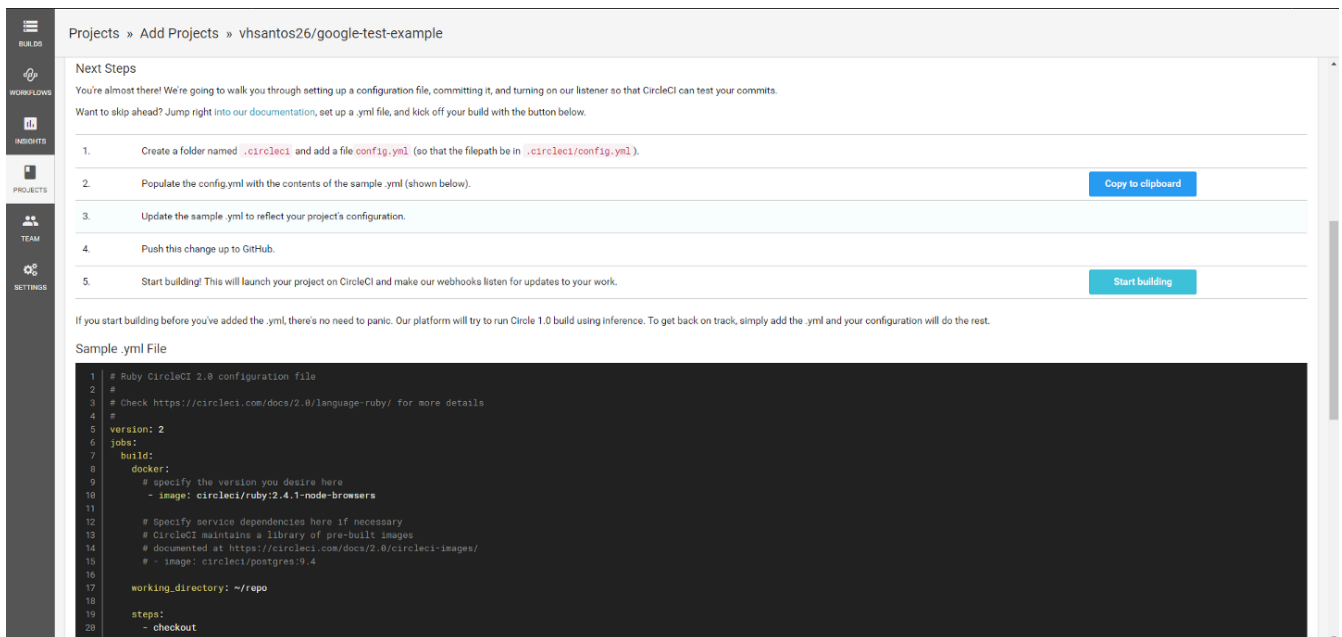 BUILDS
WORKFLOWS
INSIGHTS
PROJECTS
TEAM
SETTINGS
Projects » Add Projects » vhsantos26/google-test-example
Next Steps
You're almost there! We're going to walk you through setting up a configuration file, committing it, and turning on our listener so that CircleCI can test your commits.
Want to skip ahead? Jump right into our documentation, set up a .yml file, and kick off your build with the button below.
1. Create a folder named .circleci and add a file config.yml (so that the filepath be in .circleci/config.yml).
2. Populate the config.yml with the contents of the sample .yml (shown below). Copy to clipboard
3. Update the sample .yml to reflect your project's configuration.
4. Push this change up to GitHub.
5. Start building! This will launch your project on CircleCI and make our webhooks listen for updates to your work. Start building
If you start building before you've added the .yml, there's no need to panic. Our platform will try to run Circle 1.0 build using inference. To get back on track, simply add the .yml and your configuration will do the rest.
Sample .yml File
1 # Ruby CircleCI 2.0 configuration file
2 #
3 # Check https://circleci.com/docs/2.0/language-ruby/ for more details
4 #
5 version: 2
6 jobs:
7   build:
8     docker:
9       # specify the version you desire here
10        - image: circleci/ruby:2.4.1-node-browsers
11
12       # Specify service dependencies here if necessary
13       # CircleCI maintains a library of pre-built images
14       # documented at https://circleci.com/docs/2.0/circleci-images/
15       # - image: circleci/postgres:9.4
16
17     working_directory: ~/repo
18
19     steps:
20       - checkout